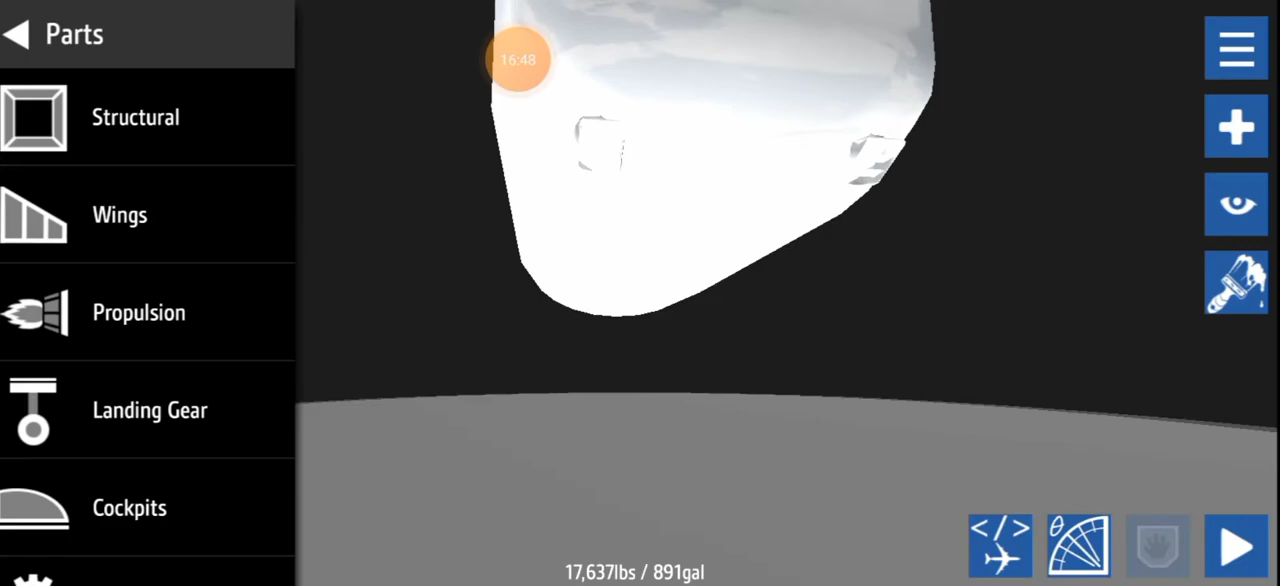 Parts
16:48
Structural
Wings
Propulsion
Landing Gear
Cockpits
</>
θ
17,637lbs / 891gal